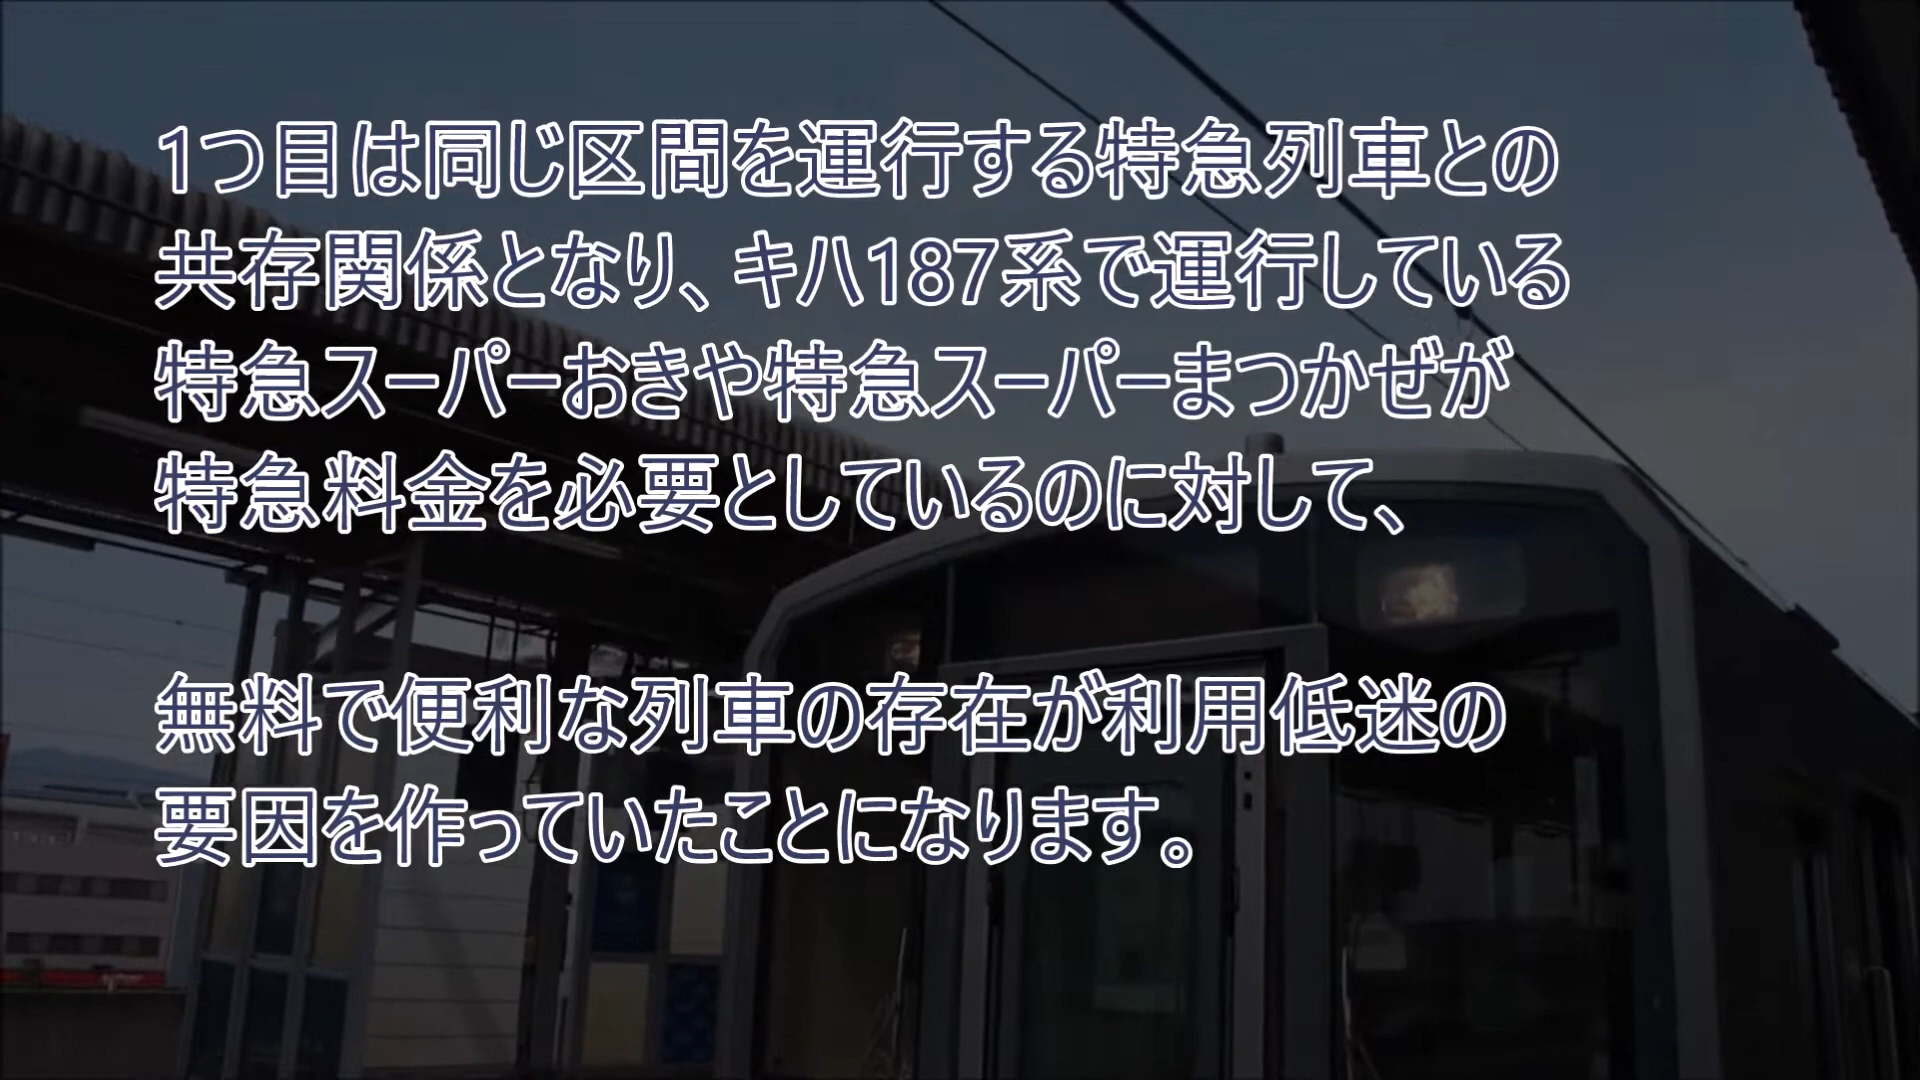 1つ目は同じ区間を運行する特急列車との
共存関係となり、キハ187系で運行している
特急スーパーおきや特急スーパーまつかぜが
特急料金を必要としているのに対して、
無料で便利な列車の存在が利用低迷の
要因を作っていたことになります。